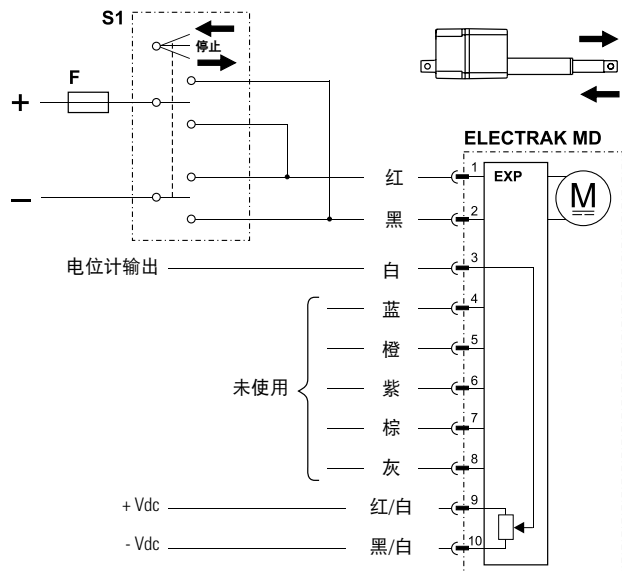 S1
停止
F
+
−
ELECTRAK MD
EXP
M
红 1
黑 2
电位计输出 白 3
蓝 4
橙 5
未使用 紫 6
棕 7
灰 8
+ Vdc 红/白 9
- Vdc 黑/白 10